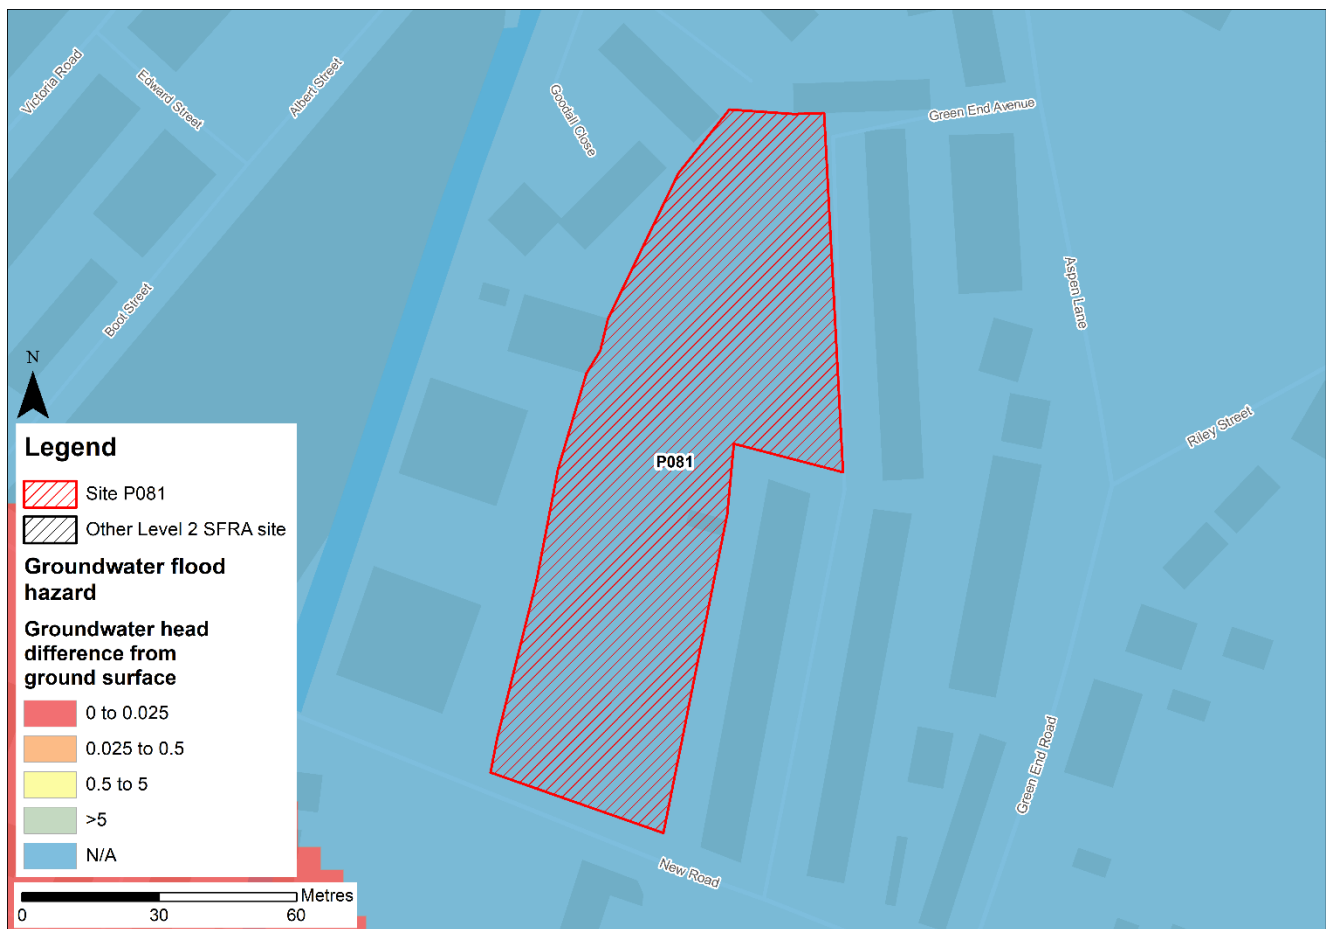 Victoria Road
Edward Street
Albert Street
Goodall Close
Green End Avenue
Boot Street
Aspen Lane
Riley Street
N
P081
Legend
Site P081
Other Level 2 SFRA site
Groundwater flood
hazard
Groundwater head
difference from
ground surface
0 to 0.025
0.025 to 0.5
0.5 to 5
>5
N/A
Green End Road
New Road
Metres
0 30 60